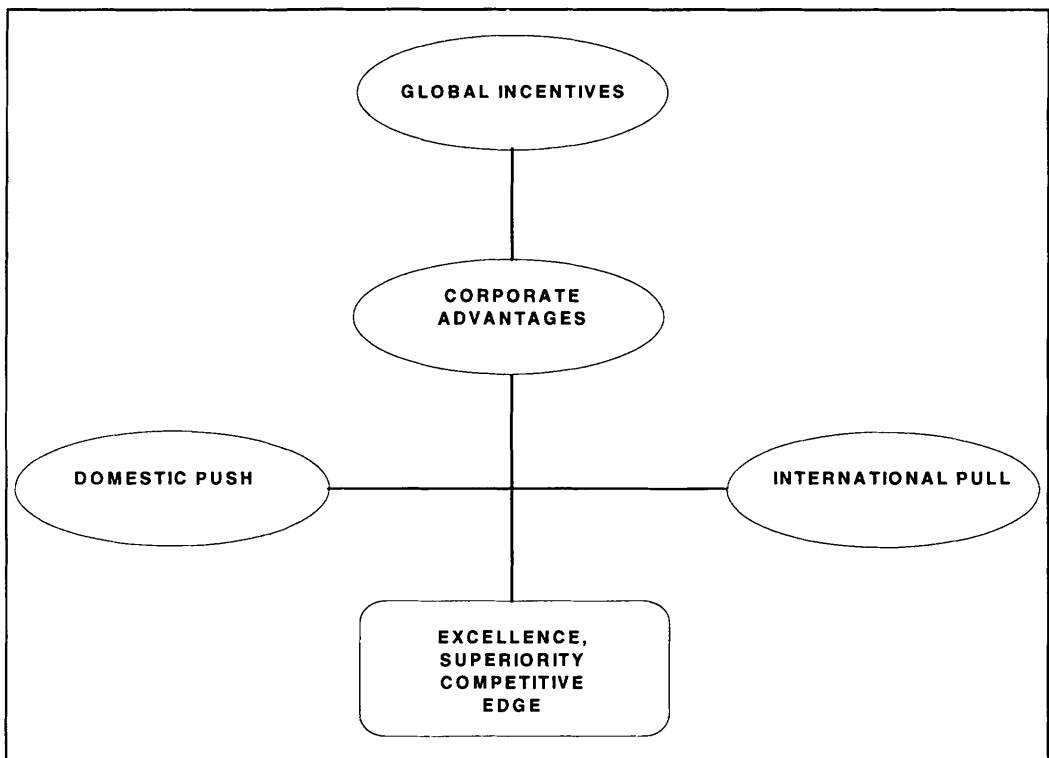 GLOBAL INCENTIVES
CORPORATE
ADVANTAGES
DOMESTIC PUSH
INTERNATIONAL PULL
EXCELLENCE,
SUPERIORITY
COMPETITIVE
EDGE